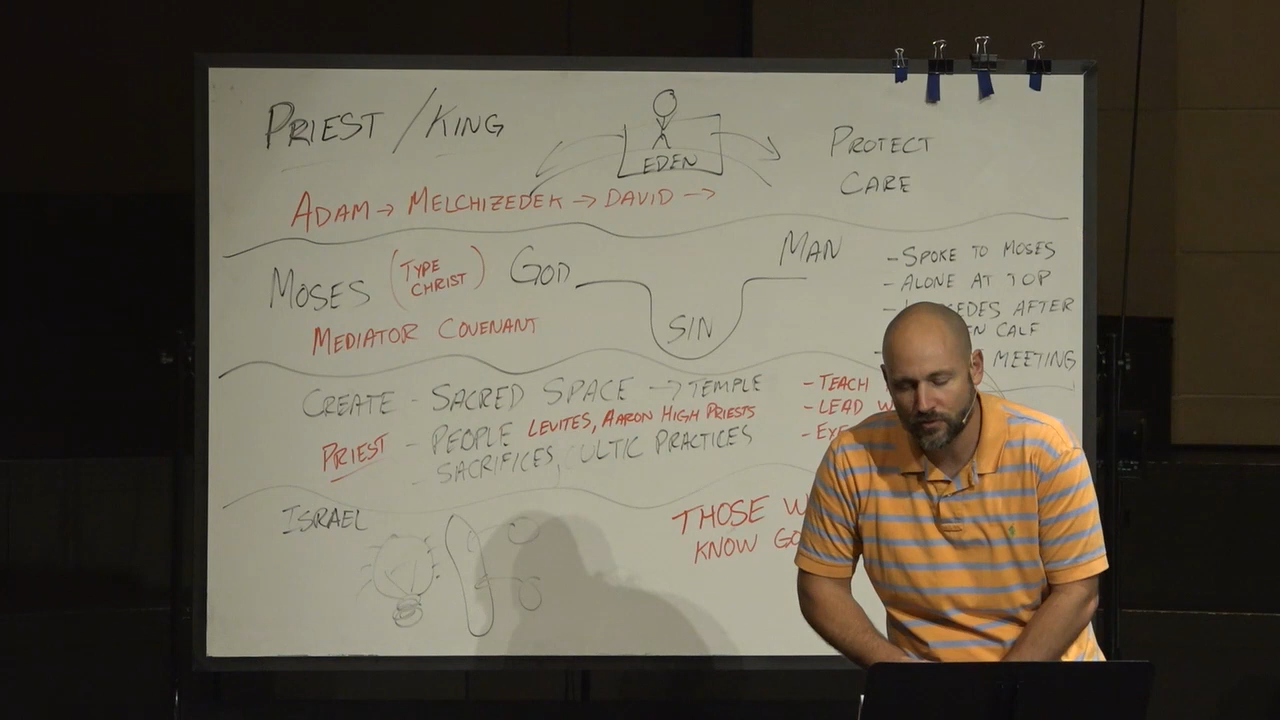 PRIEST / KING
EDEN
PROTECT
CARE
ADAM → MELCHIZEDEK → DAVID →
MOSES (TYPE CHRIST)
GOD
MAN
SIN
MEDIATOR COVENANT
- SPOKE TO MOSES
- ALONE AT TOP
AFTER
CALF
MEETING
CREATE - SACRED SPACE → TEMPLE
PRIEST - PEOPLE LEVITES, AARON HIGH PRIESTS
- SACRIFICES, CULTIC PRACTICES
- TEACH
- LEAD
ISRAEL
THOSE
KNOW